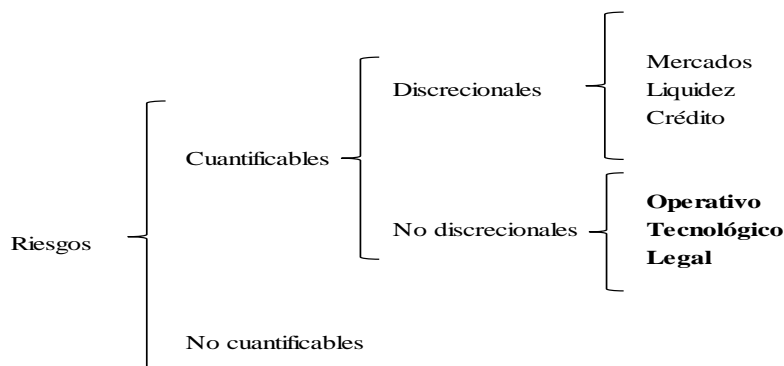 Riesgos
Cuantificables
Discrecionales
Mercados
Liquidez
Crédito
No discrecionales
Operativo
Tecnológico
Legal
No cuantificables